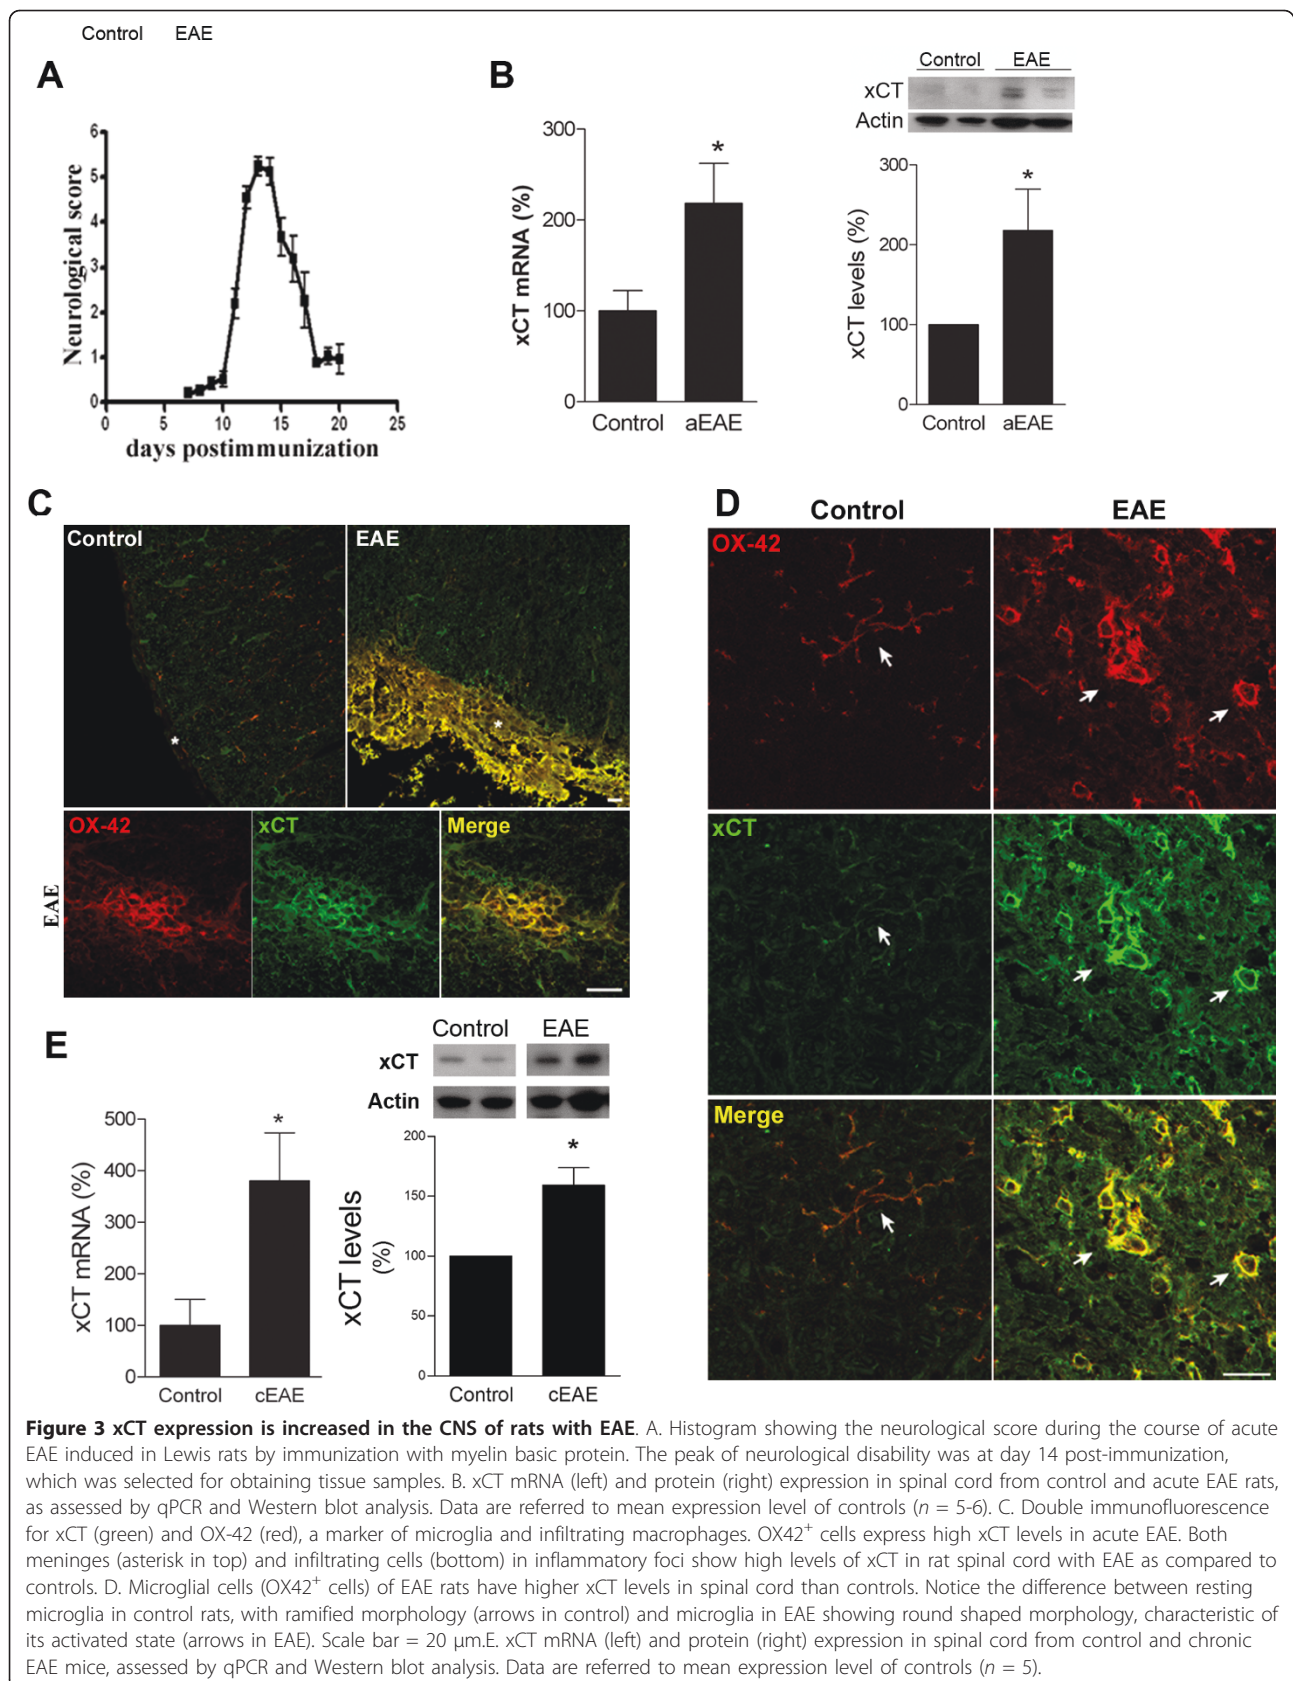 Control EAE
A
6
5
4
3
2
1
0
Neurological score
0 5 10 15 20 25
days postimmunization
B
300
200
100
0
xCT mRNA (%)
*
Control aEAE
Control EAE
xCT
Actin
300
200
100
0
xCT levels (%)
*
Control aEAE
C
Control EAE
* *
OX-42 xCT Merge
EAE
D
Control EAE
OX-42
xCT
Merge
E
500
400
300
200
100
0
xCT mRNA (%)
*
Control cEAE
Control EAE
xCT
Actin
200
150
100
50
0
xCT levels
(%)
*
Control cEAE
Figure 3 xCT expression is increased in the CNS of rats with EAE. A. Histogram showing the neurological score during the course of acute
EAE induced in Lewis rats by immunization with myelin basic protein. The peak of neurological disability was at day 14 post-immunization,
which was selected for obtaining tissue samples. B. xCT mRNA (left) and protein (right) expression in spinal cord from control and acute EAE rats,
as assessed by qPCR and Western blot analysis. Data are referred to mean expression level of controls (n = 5-6). C. Double immunofluorescence
for xCT (green) and OX-42 (red), a marker of microglia and infiltrating macrophages. OX42⁺ cells express high xCT levels in acute EAE. Both
meninges (asterisk in top) and infiltrating cells (bottom) in inflammatory foci show high levels of xCT in rat spinal cord with EAE as compared to
controls. D. Microglial cells (OX42⁺ cells) of EAE rats have higher xCT levels in spinal cord than controls. Notice the difference between resting
microglia in control rats, with ramified morphology (arrows in control) and microglia in EAE showing round shaped morphology, characteristic of
its activated state (arrows in EAE). Scale bar = 20 μm.E. xCT mRNA (left) and protein (right) expression in spinal cord from control and chronic
EAE mice, assessed by qPCR and Western blot analysis. Data are referred to mean expression level of controls (n = 5).